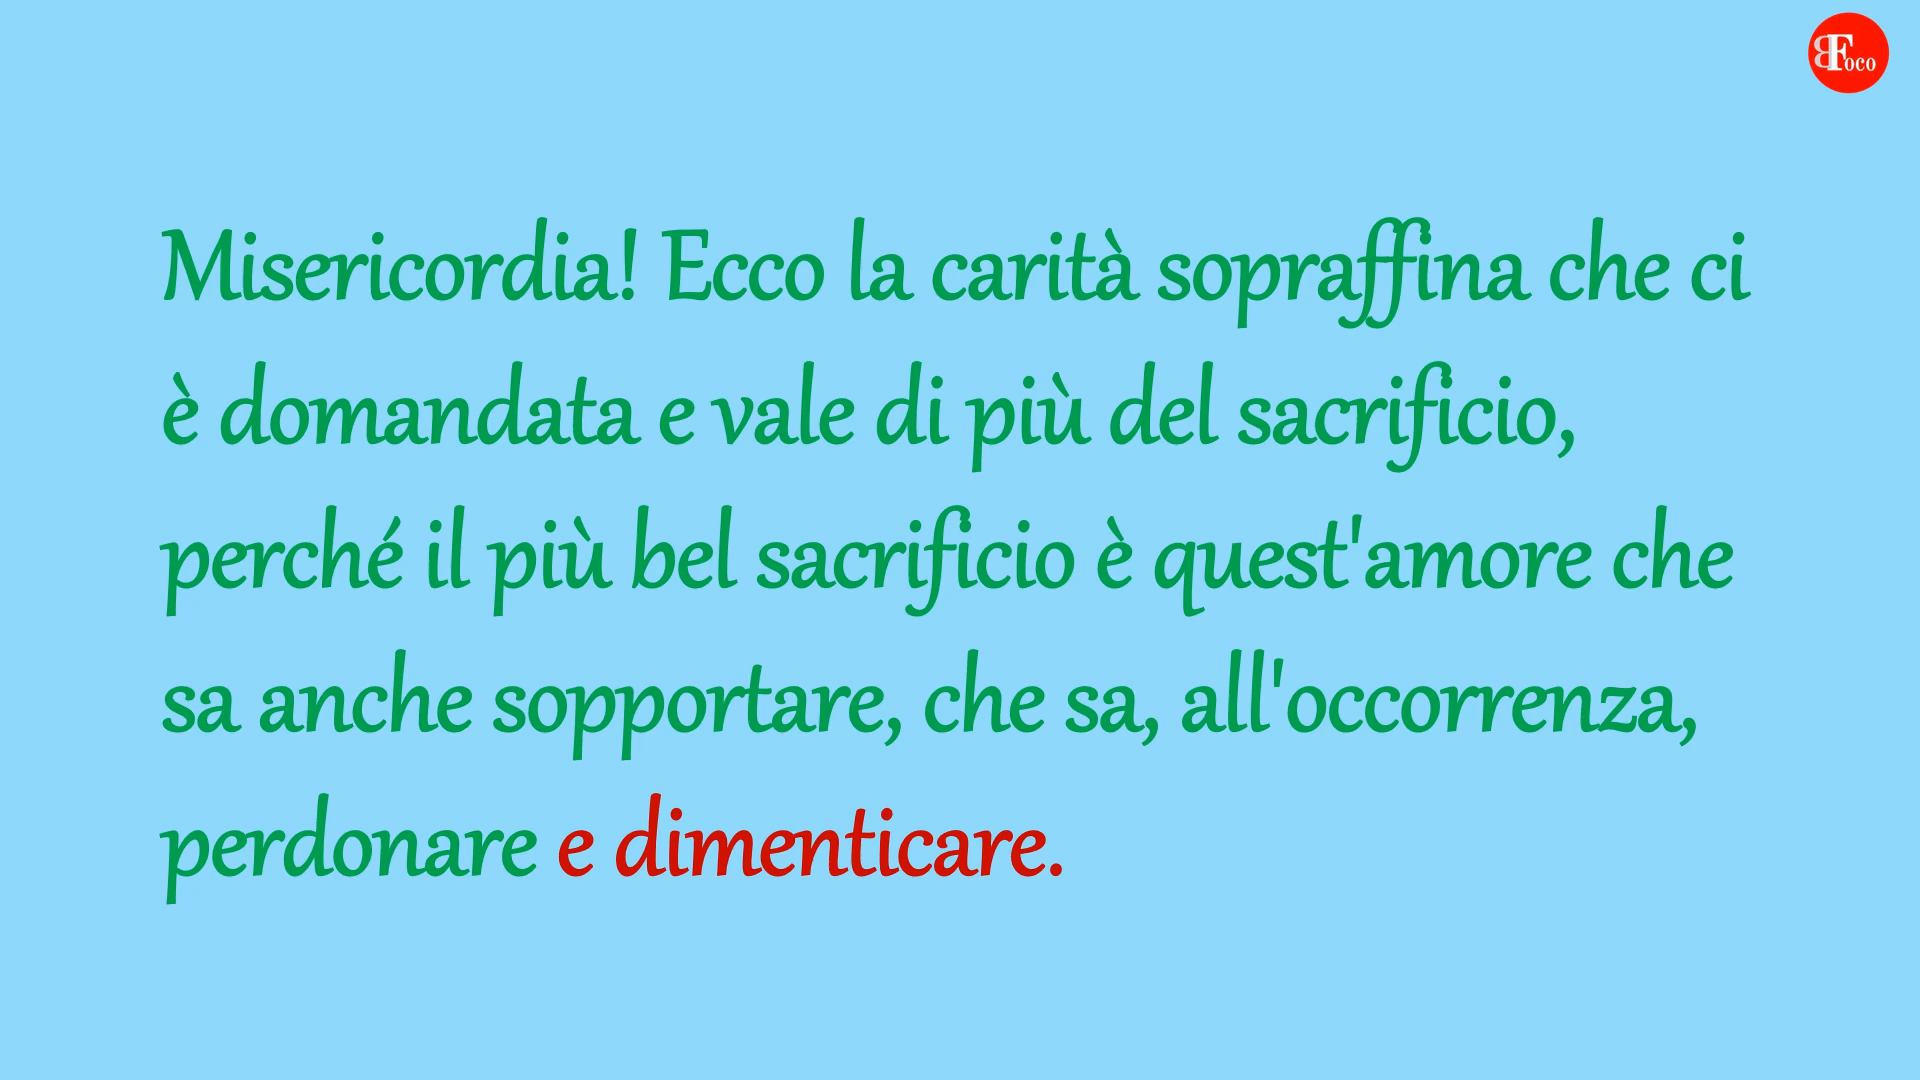 BFoco
Misericordia! Ecco la carità sopraffina che ci
è domandata e vale di più del sacrificio,
perché il più bel sacrificio è quest'amore che
sa anche sopportare, che sa, all'occorrenza,
perdonare e dimenticare.